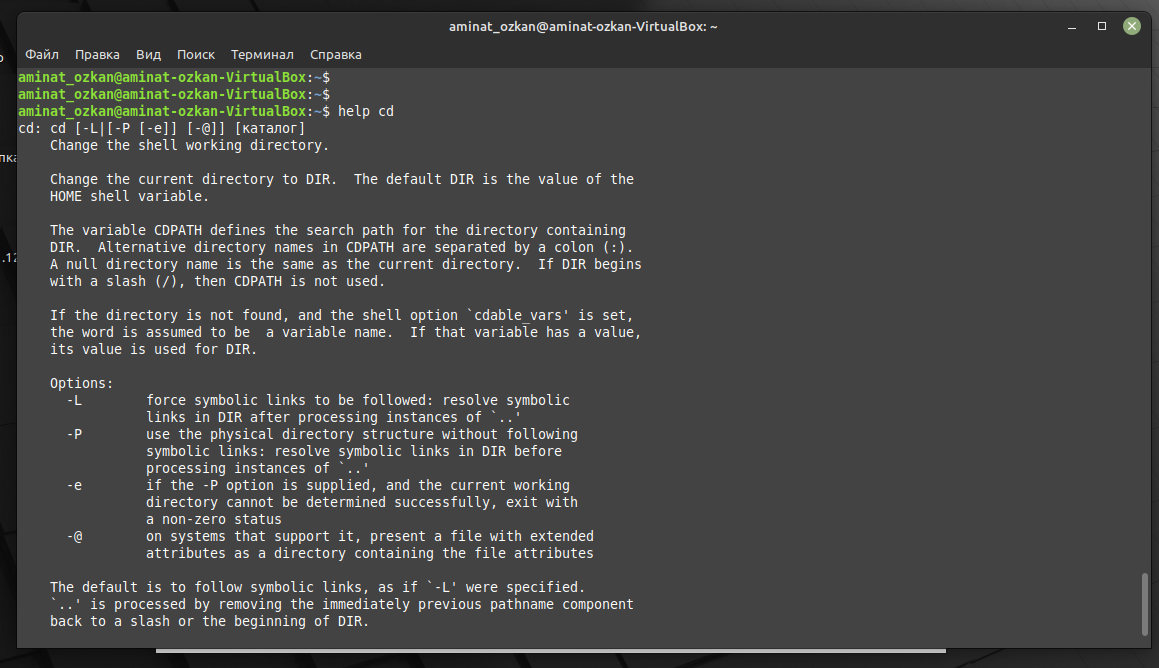 aminat_ozkan@aminat-ozkan-VirtualBox: ~
Файл Правка Вид Поиск Терминал Справка
aminat_ozkan@aminat-ozkan-VirtualBox:~$
aminat_ozkan@aminat-ozkan-VirtualBox:~$
aminat_ozkan@aminat-ozkan-VirtualBox:~$ help cd
cd: cd [-L|[-P [-e]] [-@]] [каталог]
Change the shell working directory.
Change the current directory to DIR.  The default DIR is the value of the
HOME shell variable.
The variable CDPATH defines the search path for the directory containing
DIR.  Alternative directory names in CDPATH are separated by a colon (:).
A null directory name is the same as the current directory.  If DIR begins
with a slash (/), then CDPATH is not used.
If the directory is not found, and the shell option `cdable_vars' is set,
the word is assumed to be  a variable name.  If that variable has a value,
its value is used for DIR.
Options:
-L force symbolic links to be followed: resolve symbolic
links in DIR after processing instances of `..'
-P use the physical directory structure without following
symbolic links: resolve symbolic links in DIR before
processing instances of `..'
-e if the -P option is supplied, and the current working
directory cannot be determined successfully, exit with
a non-zero status
-@ on systems that support it, present a file with extended
attributes as a directory containing the file attributes
The default is to follow symbolic links, as if `-L' were specified.
`..' is processed by removing the immediately previous pathname component
back to a slash or the beginning of DIR.